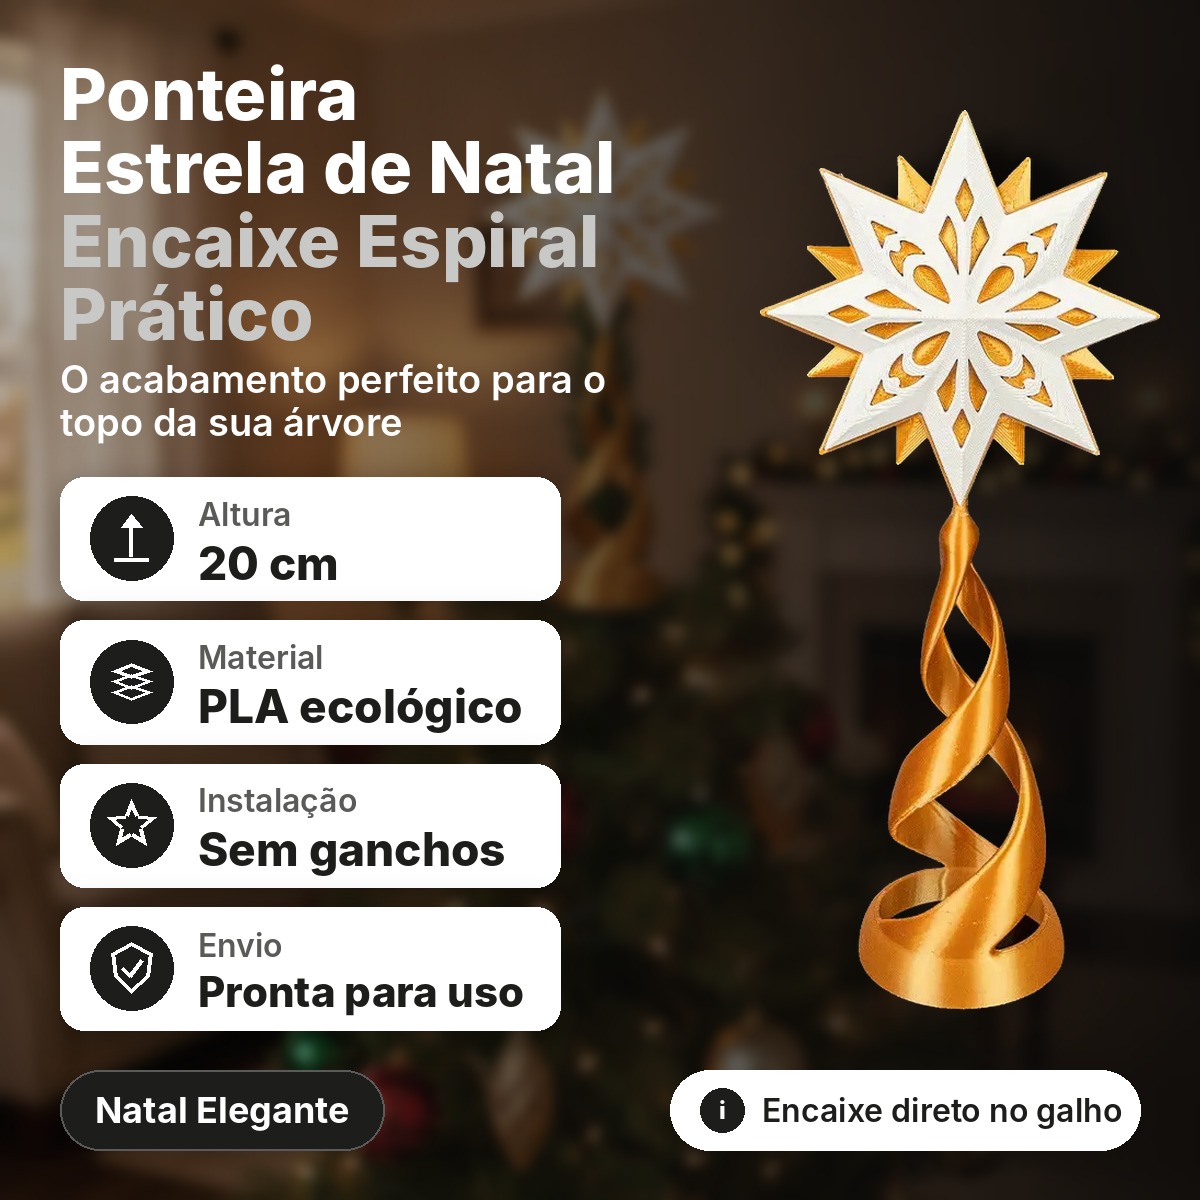 Ponteira
Estrela de Natal
Encaixe Espiral
Prático
O acabamento perfeito para o
topo da sua árvore
Altura
20 cm
Material
PLA ecológico
Instalação
Sem ganchos
Envio
Pronta para uso
Natal Elegante
i Encaixe direto no galho